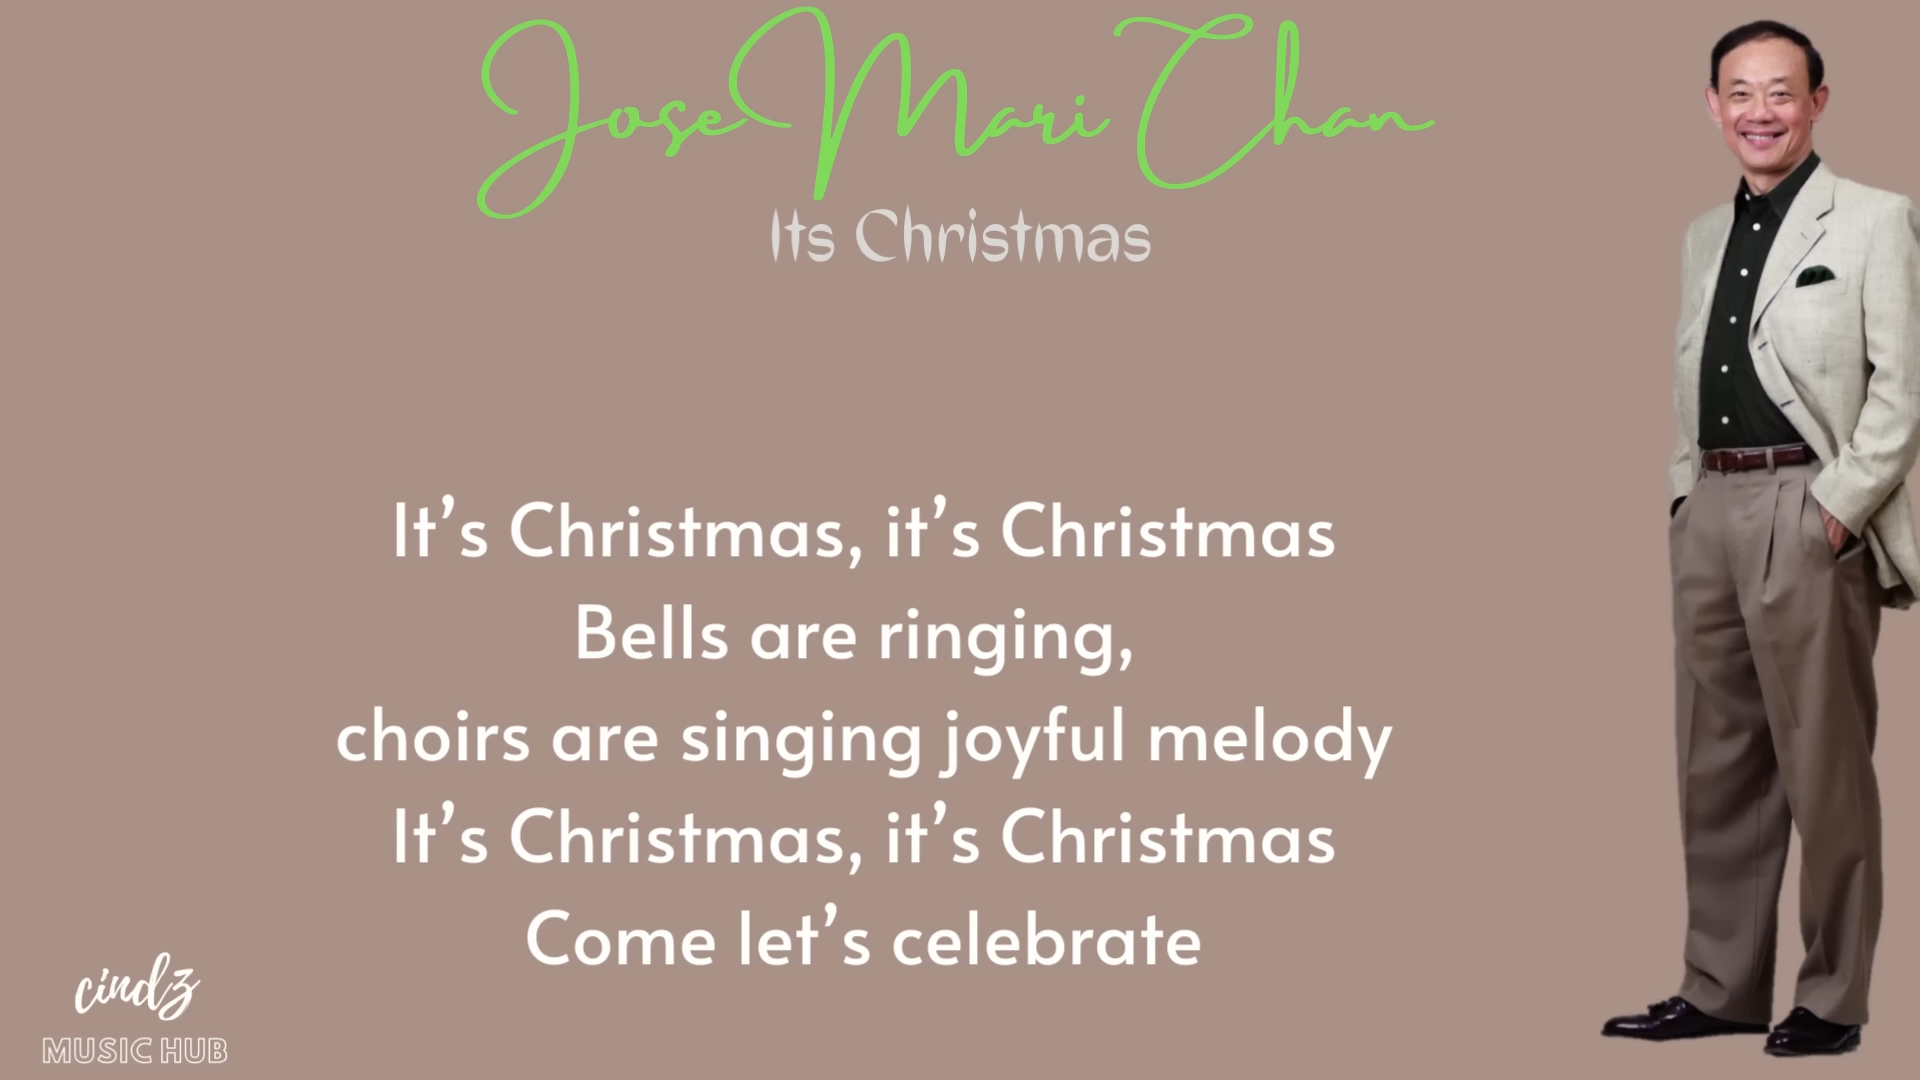 Jose Mari Chan
Its Christmas
It’s Christmas, it’s Christmas
Bells are ringing,
choirs are singing joyful melody
It’s Christmas, it’s Christmas
Come let’s celebrate
cindz
MUSIC HUB